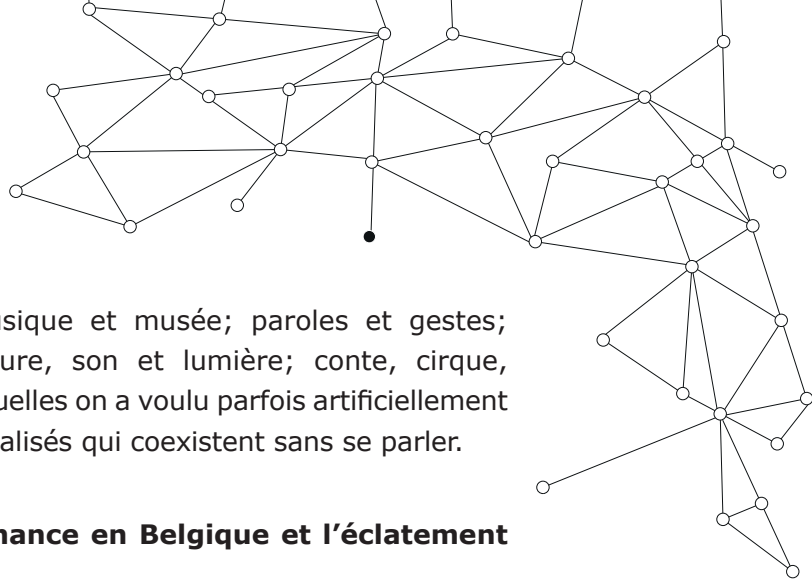 usique et musée; paroles et gestes;
ure, son et lumière; conte, cirque,
uelles on a voulu parfois artificiellement
alisés qui coexistent sans se parler.
nance en Belgique et l’éclatement